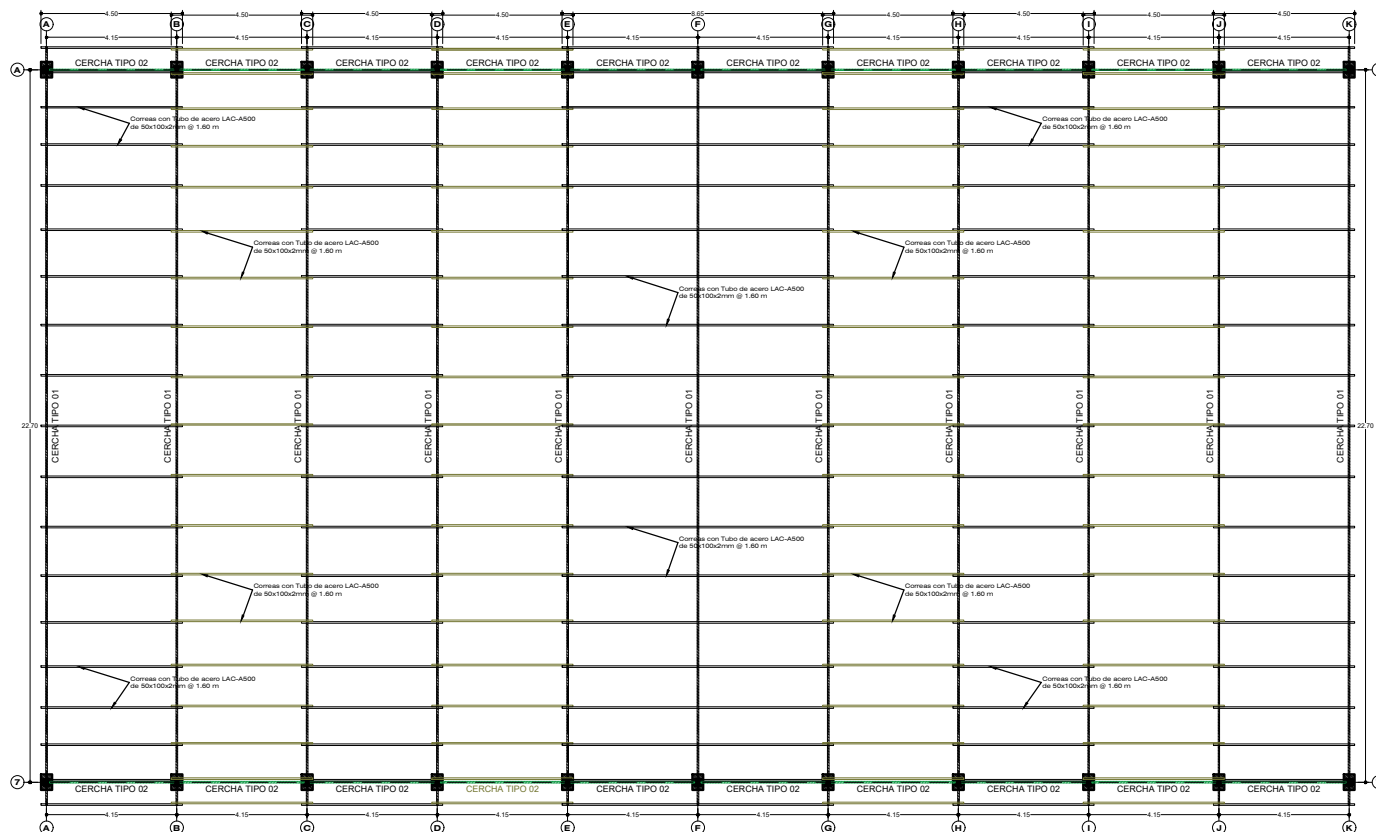 4.50 4.50 4.50 4.50 8.65 4.50 4.50 4.50 4.50
A B C D E F G H I J K
4.15 4.15 4.15 4.15 4.15 4.15 4.15 4.15 4.15 4.15
A
CERCHA TIPO 02 CERCHA TIPO 02 CERCHA TIPO 02 CERCHA TIPO 02 CERCHA TIPO 02 CERCHA TIPO 02 CERCHA TIPO 02 CERCHA TIPO 02 CERCHA TIPO 02 CERCHA TIPO 02
Correas con Tubo de acero LAC-A500
de 50x100x2mm @ 1.60 m
Correas con Tubo de acero LAC-A500
de 50x100x2mm @ 1.60 m
Correas con Tubo de acero LAC-A500
de 50x100x2mm @ 1.60 m
Correas con Tubo de acero LAC-A500
de 50x100x2mm @ 1.60 m
Correas con Tubo de acero LAC-A500
de 50x100x2mm @ 1.60 m
22.70
CERCHA TIPO 01
CERCHA TIPO 01
CERCHA TIPO 01
CERCHA TIPO 01
CERCHA TIPO 01
CERCHA TIPO 01
CERCHA TIPO 01
CERCHA TIPO 01
CERCHA TIPO 01
CERCHA TIPO 01
CERCHA TIPO 01
22.70
Correas con Tubo de acero LAC-A500
de 50x100x2mm @ 1.60 m
Correas con Tubo de acero LAC-A500
de 50x100x2mm @ 1.60 m
Correas con Tubo de acero LAC-A500
de 50x100x2mm @ 1.60 m
Correas con Tubo de acero LAC-A500
de 50x100x2mm @ 1.60 m
Correas con Tubo de acero LAC-A500
de 50x100x2mm @ 1.60 m
7
CERCHA TIPO 02 CERCHA TIPO 02 CERCHA TIPO 02 CERCHA TIPO 02 CERCHA TIPO 02 CERCHA TIPO 02 CERCHA TIPO 02 CERCHA TIPO 02 CERCHA TIPO 02 CERCHA TIPO 02
4.15 4.15 4.15 4.15 4.15 4.15 4.15 4.15 4.15 4.15
A B C D E F G H I J K